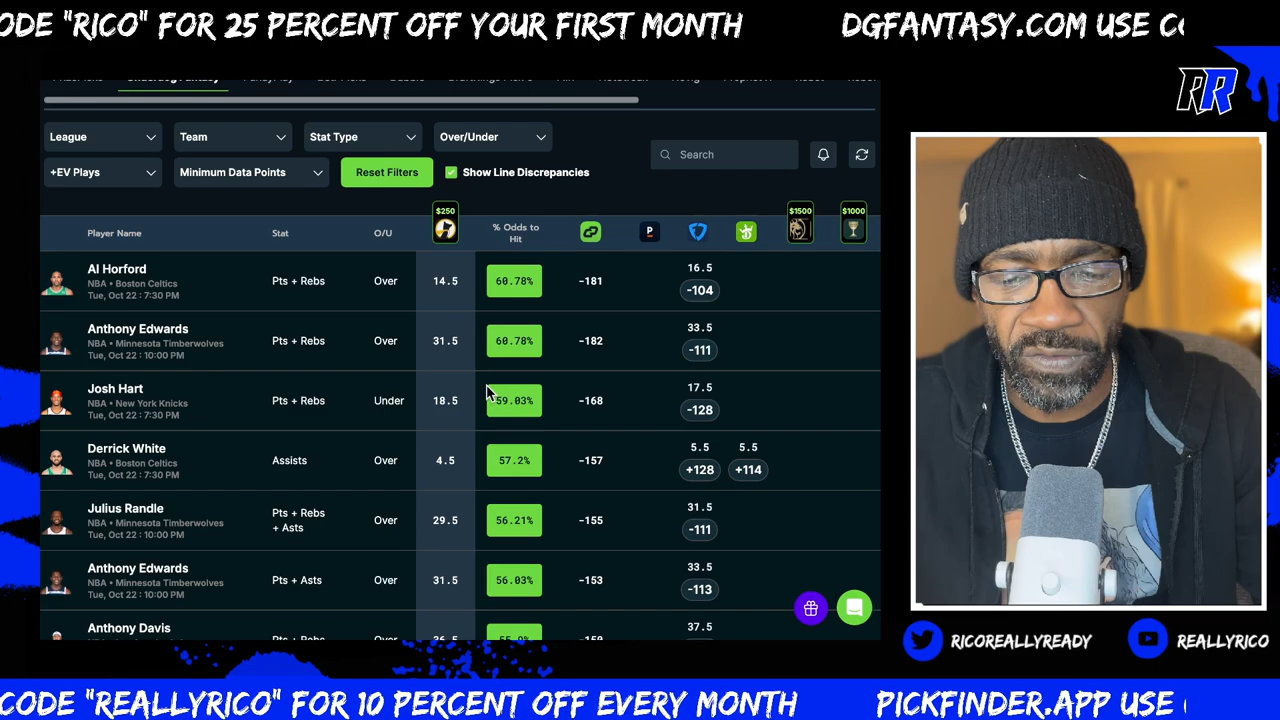 ODE "RICO" FOR 25 PERCENT OFF YOUR FIRST MONTH
DGFANTASY.COM USE CO
RR
League
Team
Stat Type
Over/Under
Search
+EV Plays
Minimum Data Points
Reset Filters
Show Line Discrepancies
$250
$1500
$1000
Player Name
Stat
O/U
% Odds to
Hit
P
Al Horford
NBA • Boston Celtics
Tue, Oct 22 : 7:30 PM
Pts + Rebs
Over
14.5
60.78%
-181
16.5
-104
Anthony Edwards
NBA • Minnesota Timberwolves
Tue, Oct 22 : 10:00 PM
Pts + Rebs
Over
31.5
60.78%
-182
33.5
-111
Josh Hart
NBA • New York Knicks
Tue, Oct 22 : 7:30 PM
Pts + Rebs
Under
18.5
59.03%
-168
17.5
-128
Derrick White
NBA • Boston Celtics
Tue, Oct 22 : 7:30 PM
Assists
Over
4.5
57.2%
-157
5.5
+128
5.5
+114
Julius Randle
NBA • Minnesota Timberwolves
Tue, Oct 22 : 10:00 PM
Pts + Rebs
+ Asts
Over
29.5
56.21%
-155
31.5
-111
Anthony Edwards
NBA • Minnesota Timberwolves
Tue, Oct 22 : 10:00 PM
Pts + Asts
Over
31.5
56.03%
-153
33.5
-113
Anthony Davis
37.5
RICOREALLYREADY
REALLYRICO
CODE "REALLYRICO" FOR 10 PERCENT OFF EVERY MONTH
PICKFINDER.APP USE